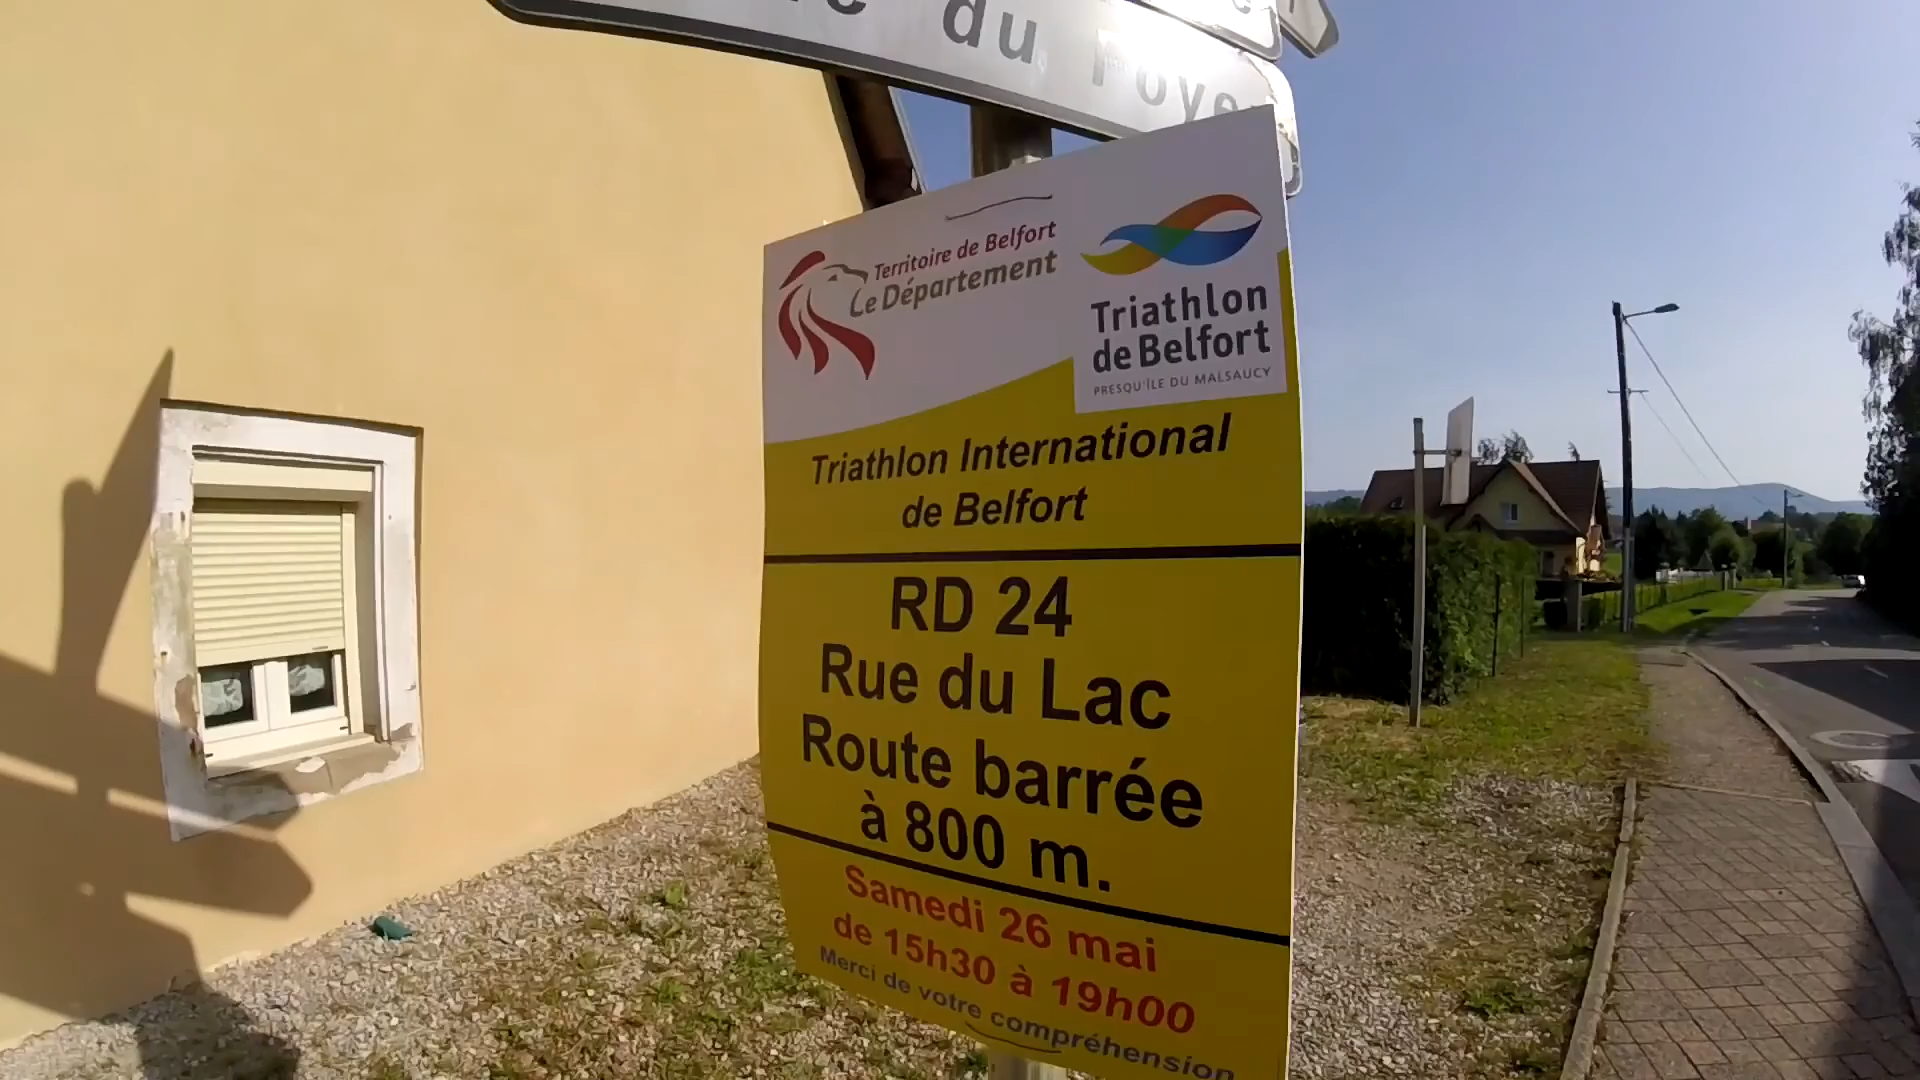 du Foye
Territoire de Belfort
Le Département
Triathlon
de Belfort
PRESQU'ÎLE DU MALSAUCY
Triathlon International
de Belfort
RD 24
Rue du Lac
Route barrée
à 800 m.
Samedi 26 mai
de 15h30 à 19h00
Merci de votre compréhension